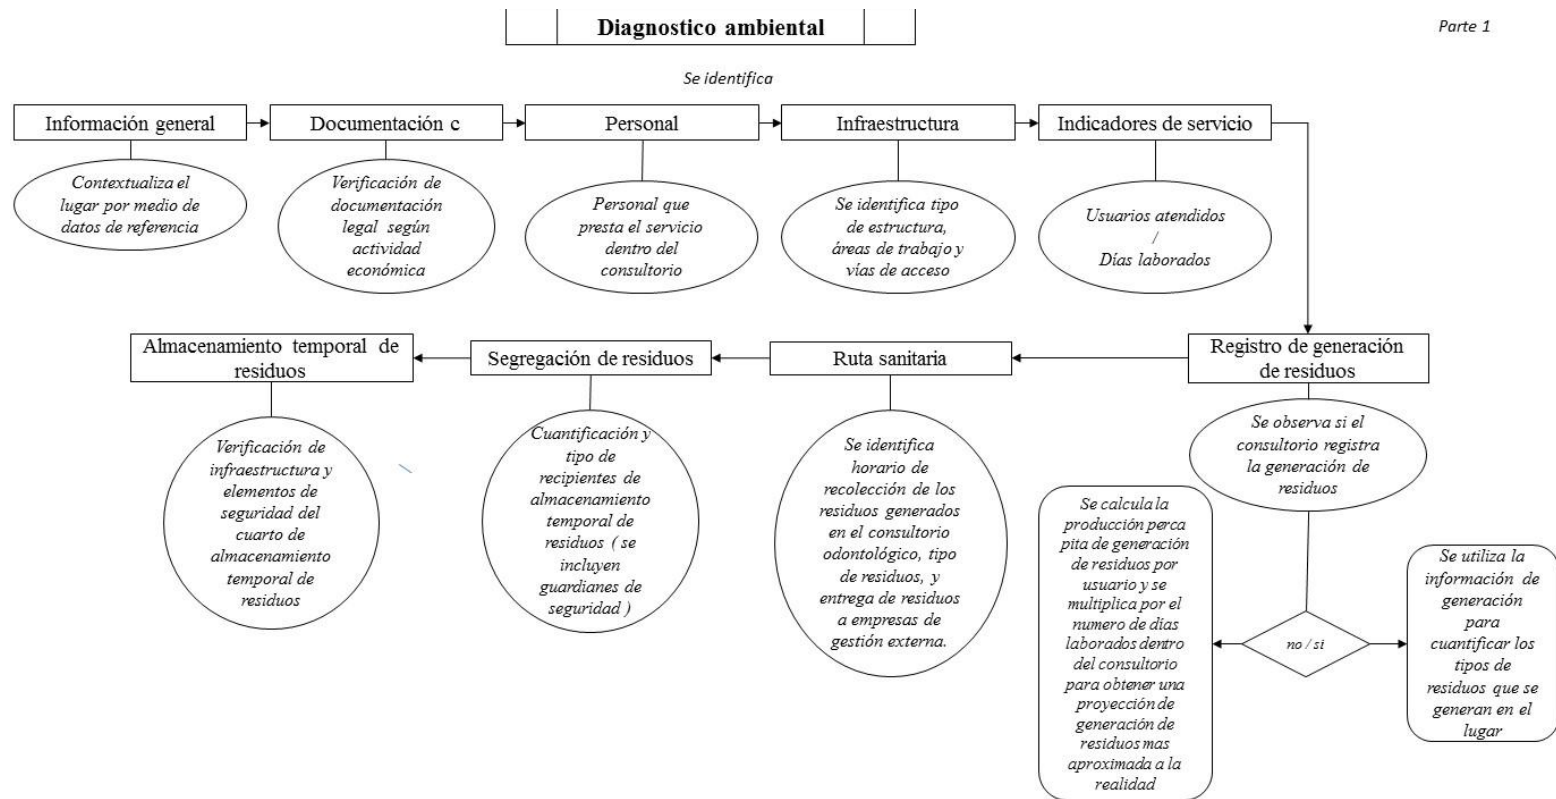 Diagnostico ambiental
Parte 1
Se identifica
Información general
Documentación c
Personal
Infraestructura
Indicadores de servicio
Contextualiza el
lugar por medio de
datos de referencia
Verificación de
documentación
legal según
actividad
económica
Personal que
presta el servicio
dentro del
consultorio
Se identifica tipo
de estructura,
áreas de trabajo y
vías de acceso
Usuarios atendidos
/
Días laborados
Almacenamiento temporal de
residuos
Segregación de residuos
Ruta sanitaria
Registro de generación
de residuos
Verificación de
infraestructura y
elementos de
seguridad del
cuarto de
almacenamiento
temporal de
residuos
Cuantificación y
tipo de
recipientes de
almacenamiento
temporal de
residuos ( se
incluyen
guardianes de
seguridad )
Se identifica
horario de
recolección de los
residuos generados
en el consultorio
odontológico, tipo
de residuos, y
entrega de residuos
a empresas de
gestión externa.
Se observa si el
consultorio registra
la generación de
residuos
Se calcula la
producción perca
pita de generación
de residuos por
usuario y se
multiplica por el
numero de días
laborados dentro
del consultorio
para obtener una
proyección de
generación de
residuos mas
aproximada a la
realidad
no / si
Se utiliza la
información de
generación
para
cuantificar los
tipos de
residuos que se
generan en el
lugar